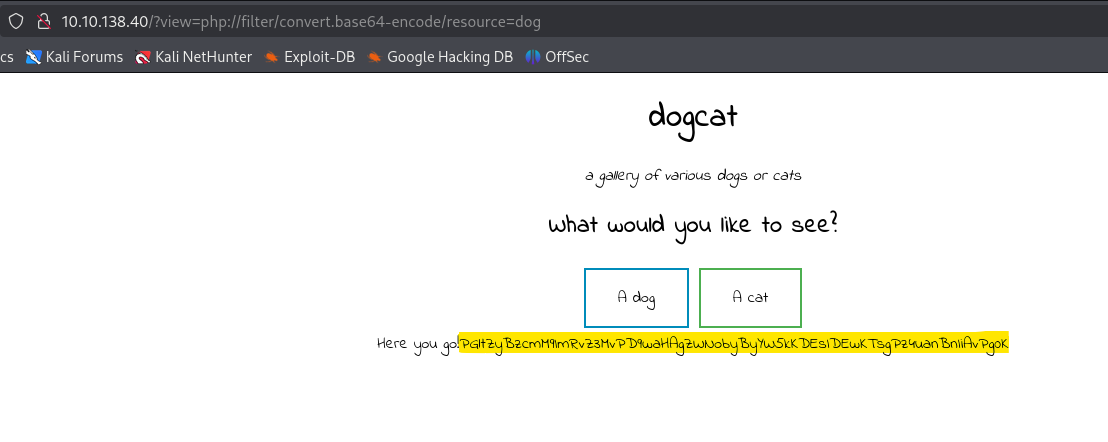 10.10.138.40/?view=php://filter/convert.base64-encode/resource=dog
cs Kali Forums Kali NetHunter Exploit-DB Google Hacking DB OffSec
dogcat
a gallery of various dogs or cats
What would you like to see?
A dog A cat
Here you go!PGltZyBzcmM9ImRvZ3MvPD9waHAgZWNobyByYW5kKDEsIDEwKTsgPz4uanBnIiAvPg0K